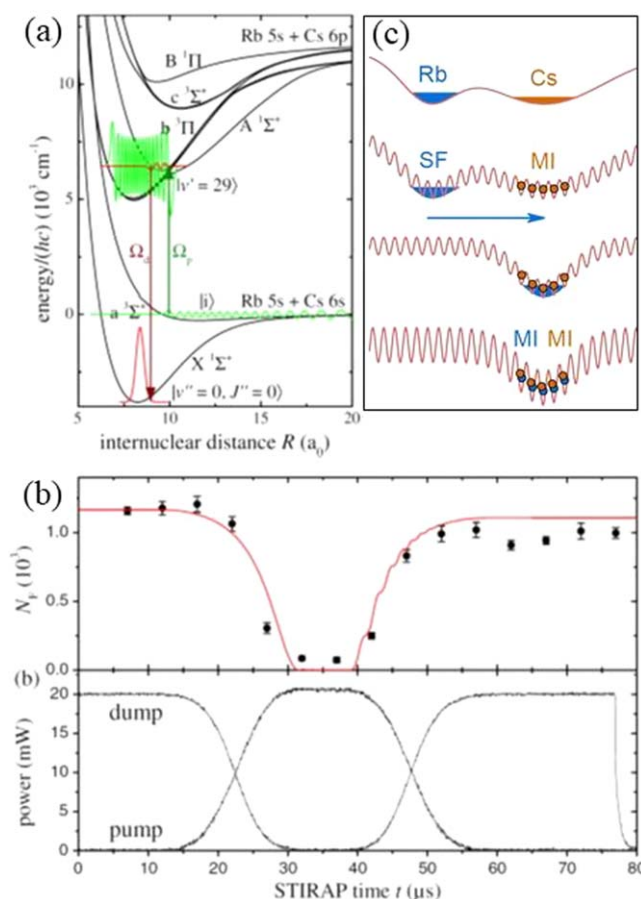 (a)
Rb 5s + Cs 6p
B ¹Π
c ³Σ⁺
b ³Π
A ¹Σ⁺
|v' = 29⟩
Ω_d
Ω_p
a ³Σ⁺
|i⟩
Rb 5s + Cs 6s
X ¹Σ⁺
|v'' = 0, J'' = 0⟩
energy/(hc) (10³ cm⁻¹)
10
5
0
5
10
15
20
internuclear distance R (a₀)
(c)
Rb Cs
SF MI
MI MI
(b)
N_F (10³)
1.0
0.5
0.0
(b)
power (mW)
20
15
10
5
0
dump
pump
0 10 20 30 40 50 60 70 80
STIRAP time t (µs)